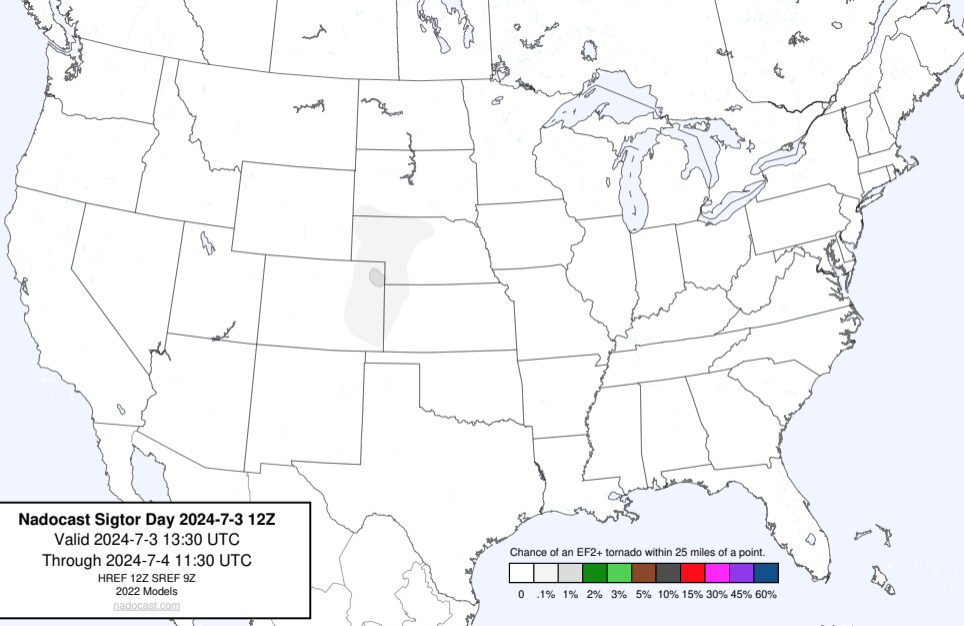 Nadocast Sigtor Day 2024-7-3 12Z
Valid 2024-7-3 13:30 UTC
Through 2024-7-4 11:30 UTC
HREF 12Z SREF 9Z
2022 Models
nadocast.com
Chance of an EF2+ tornado within 25 miles of a point.
0 .1% 1% 2% 3% 5% 10% 15% 30% 45% 60%